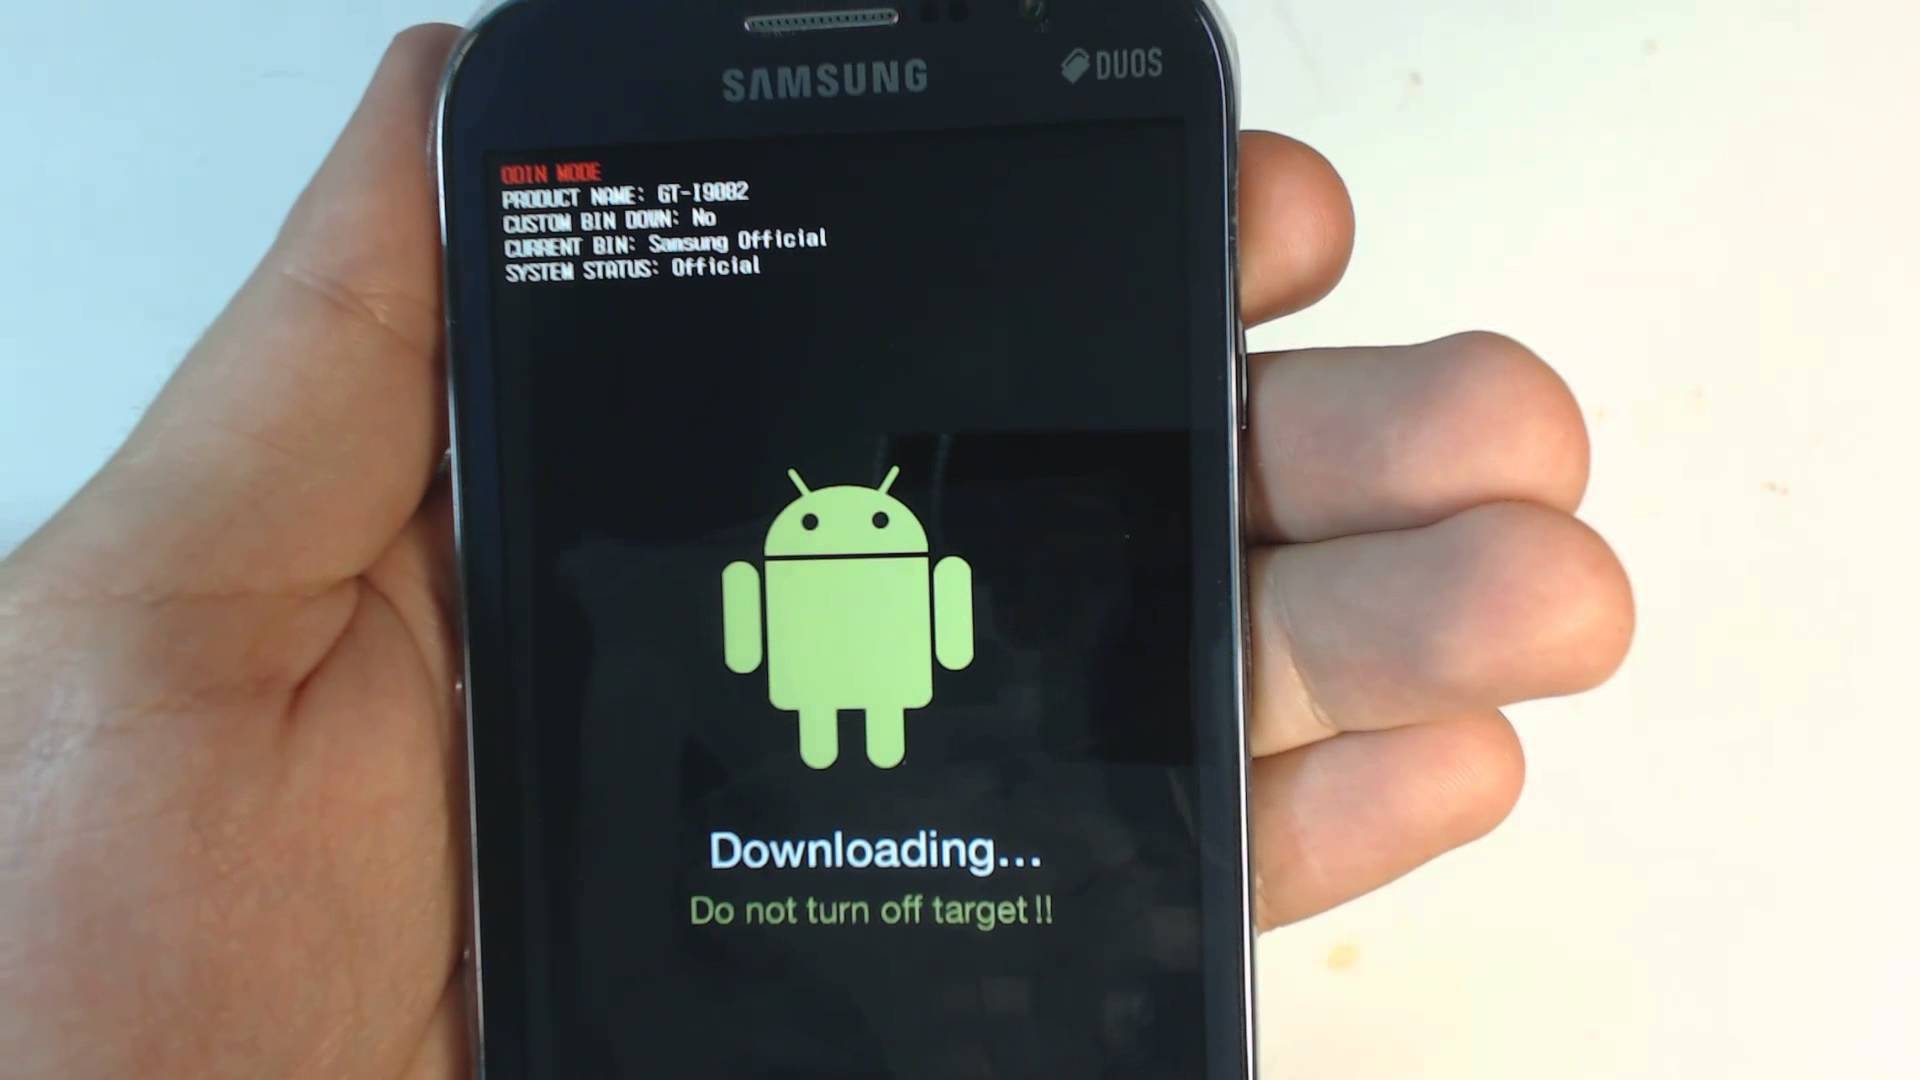 SAMSUNG
DUOS
ODIN MODE
PRODUCT NAME: GT-I9082
CUSTOM BIN DOWN: No
CURRENT BIN: Samsung Official
SYSTEM STATUS: Official
Downloading...
Do not turn off target!!